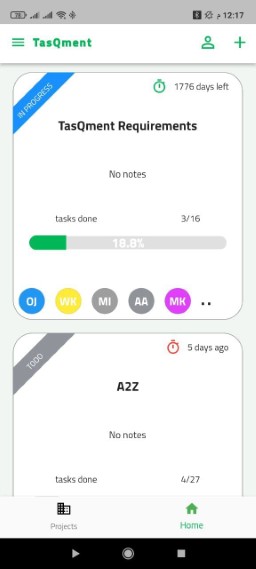 12:17 م
TasQment
IN PROGRESS
1776 days left
TasQment Requirements
No notes
tasks done 3/16
18.8%
OJ WK MI AA MK ..
TODO
5 days ago
A2Z
No notes
tasks done 4/27
Projects Home